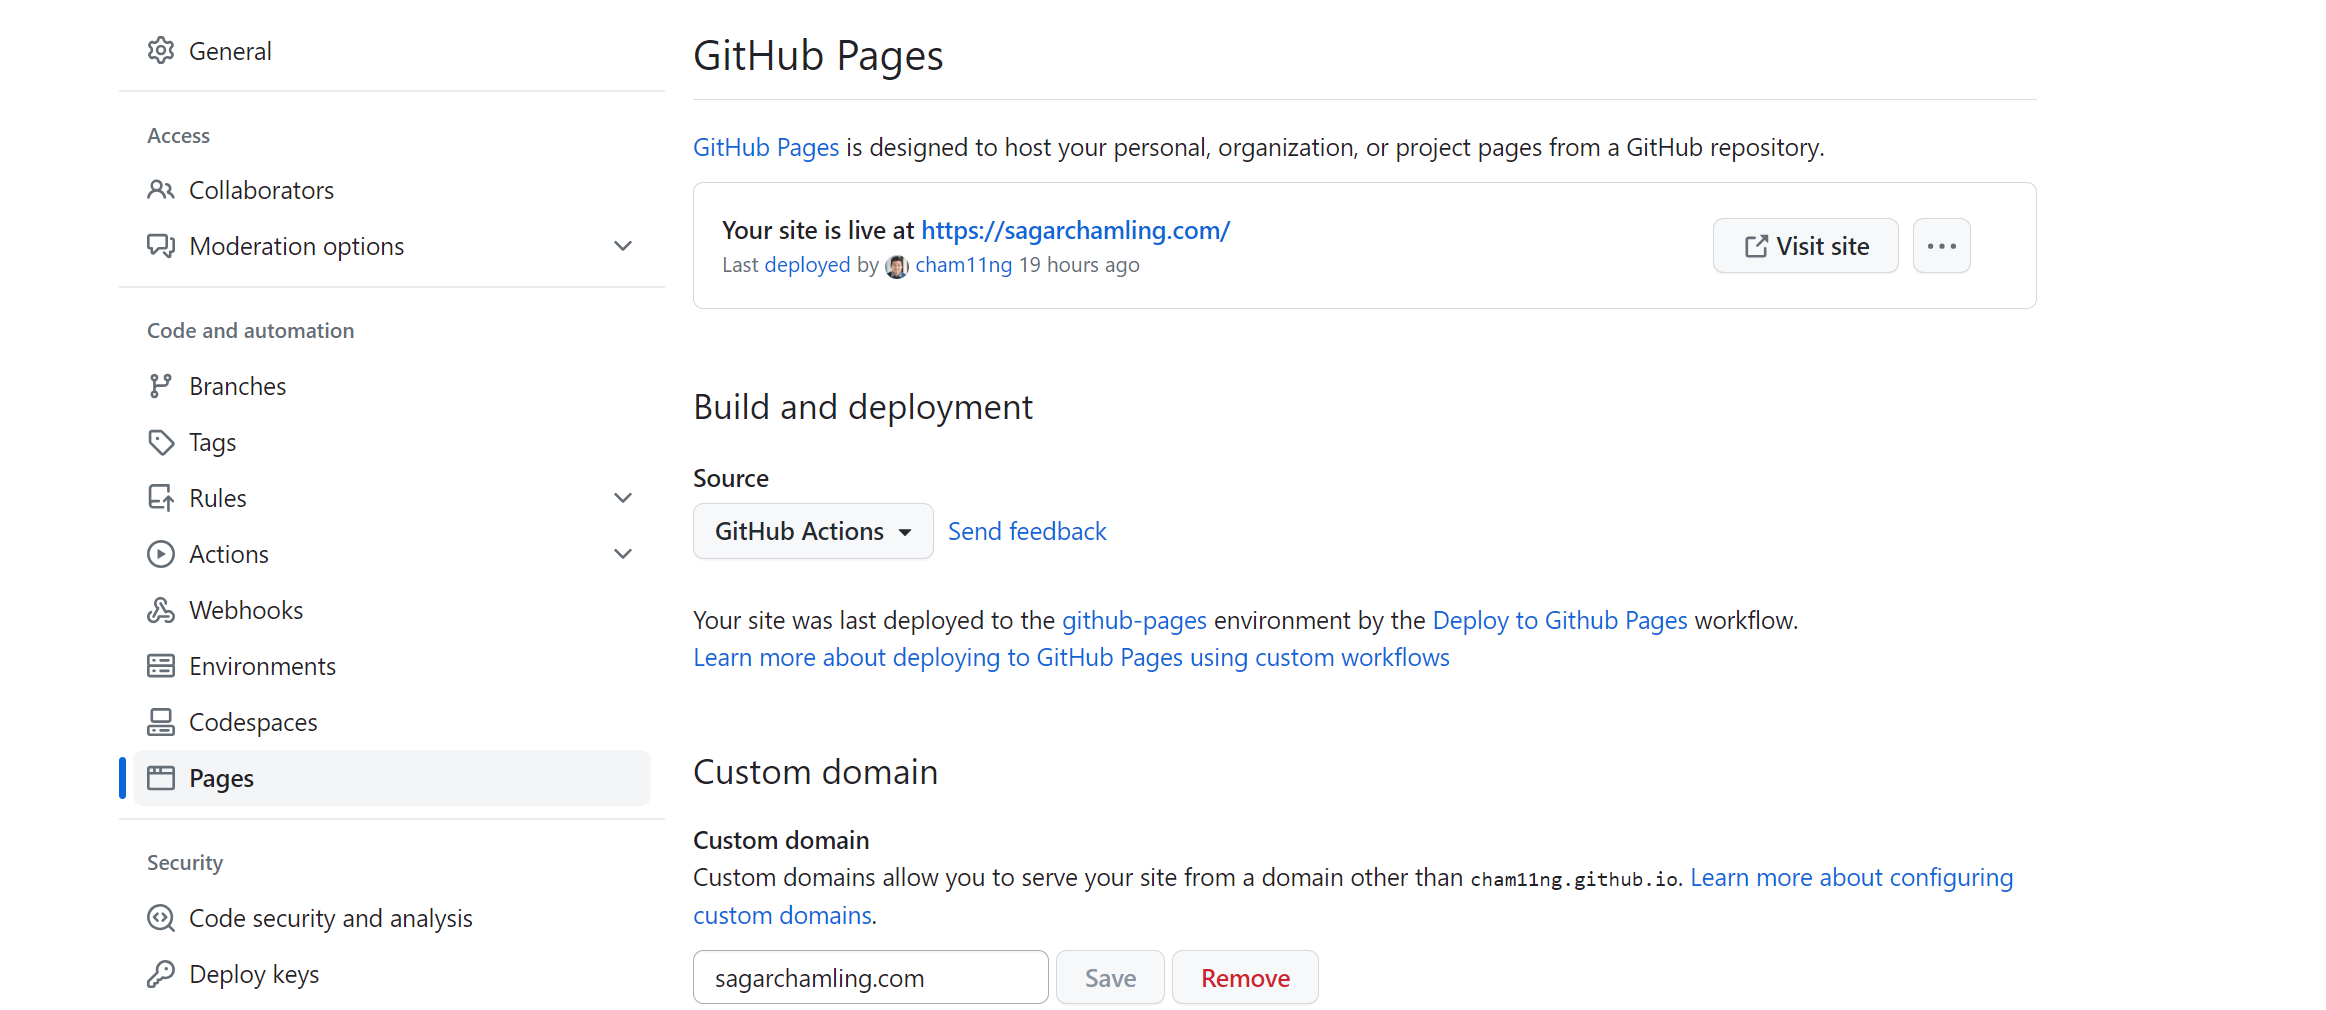 General
Access
Collaborators
Moderation options
Code and automation
Branches
Tags
Rules
Actions
Webhooks
Environments
Codespaces
Pages
Security
Code security and analysis
Deploy keys
GitHub Pages
GitHub Pages is designed to host your personal, organization, or project pages from a GitHub repository.
Your site is live at https://sagarchamling.com/
Last deployed by cham11ng 19 hours ago
Visit site
Build and deployment
Source
GitHub Actions Send feedback
Your site was last deployed to the github-pages environment by the Deploy to Github Pages workflow.
Learn more about deploying to GitHub Pages using custom workflows
Custom domain
Custom domain
Custom domains allow you to serve your site from a domain other than cham11ng.github.io. Learn more about configuring
custom domains.
sagarchamling.com Save Remove